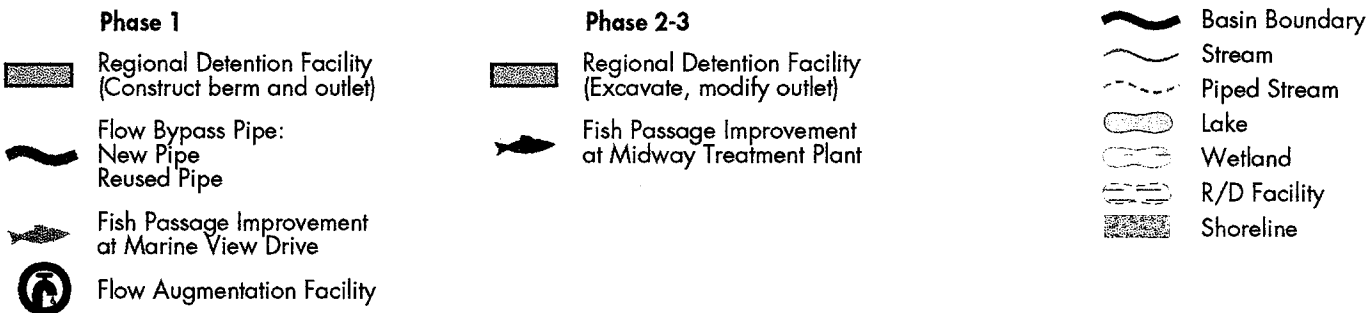 Phase 1
Regional Detention Facility
(Construct berm and outlet)
Flow Bypass Pipe:
New Pipe
Reused Pipe
Fish Passage Improvement
at Marine View Drive
Flow Augmentation Facility
Phase 2-3
Regional Detention Facility
(Excavate, modify outlet)
Fish Passage Improvement
at Midway Treatment Plant
Basin Boundary
Stream
Piped Stream
Lake
Wetland
R/D Facility
Shoreline